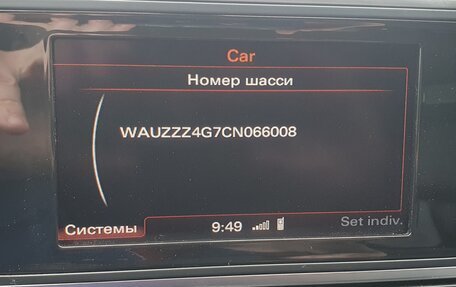 Car
Номер шасси
WAUZZZ4G7CN066008
Системы 9:49 Set indiv.